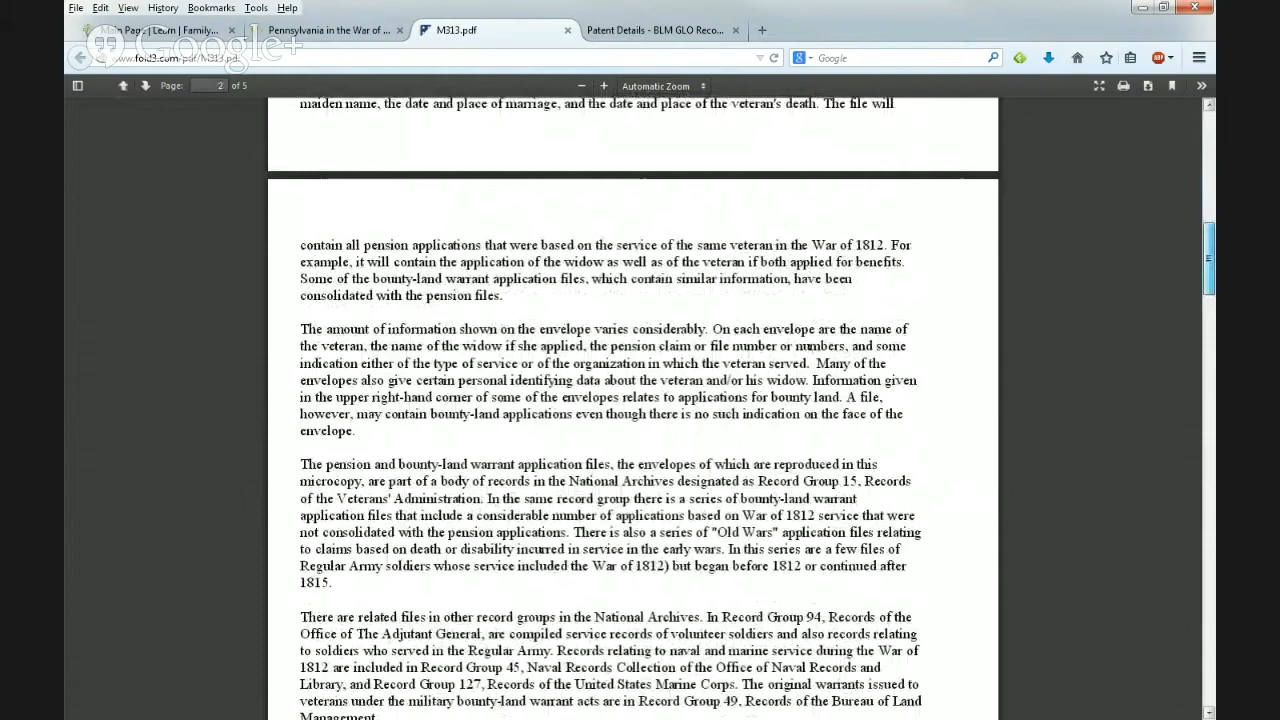 File Edit View History Bookmarks Tools Help
Main Page | Learn | Family... × Pennsylvania in the War of ... × M313.pdf × Patent Details - BLM GLO Reco... × +
Google+
www.fold3.com/pdf/M313.pd Google
Page: 2 of 5 Automatic Zoom
maiden name, the date and place of marriage, and the date and place of the veteran's death. The file will
contain all pension applications that were based on the service of the same veteran in the War of 1812. For
example, it will contain the application of the widow as well as of the veteran if both applied for benefits.
Some of the bounty-land warrant application files, which contain similar information, have been
consolidated with the pension files.
The amount of information shown on the envelope varies considerably. On each envelope are the name of
the veteran, the name of the widow if she applied, the pension claim or file number or numbers, and some
indication either of the type of service or of the organization in which the veteran served. Many of the
envelopes also give certain personal identifying data about the veteran and/or his widow. Information given
in the upper right-hand corner of some of the envelopes relates to applications for bounty land. A file,
however, may contain bounty-land applications even though there is no such indication on the face of the
envelope.
The pension and bounty-land warrant application files, the envelopes of which are reproduced in this
microcopy, are part of a body of records in the National Archives designated as Record Group 15, Records
of the Veterans' Administration. In the same record group there is a series of bounty-land warrant
application files that include a considerable number of applications based on War of 1812 service that were
not consolidated with the pension applications. There is also a series of "Old Wars" application files relating
to claims based on death or disability incurred in service in the early wars. In this series are a few files of
Regular Army soldiers whose service included the War of 1812) but began before 1812 or continued after
1815.
There are related files in other record groups in the National Archives. In Record Group 94, Records of the
Office of The Adjutant General, are compiled service records of volunteer soldiers and also records relating
to soldiers who served in the Regular Army. Records relating to naval and marine service during the War of
1812 are included in Record Group 45, Naval Records Collection of the Office of Naval Records and
Library, and Record Group 127, Records of the United States Marine Corps. The original warrants issued to
veterans under the military bounty-land warrant acts are in Record Group 49, Records of the Bureau of Land
Management